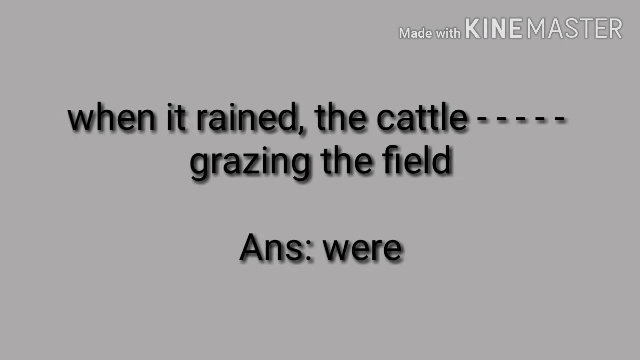 Made with KINEMASTER
when it rained, the cattle - - - - -
grazing the field
Ans: were